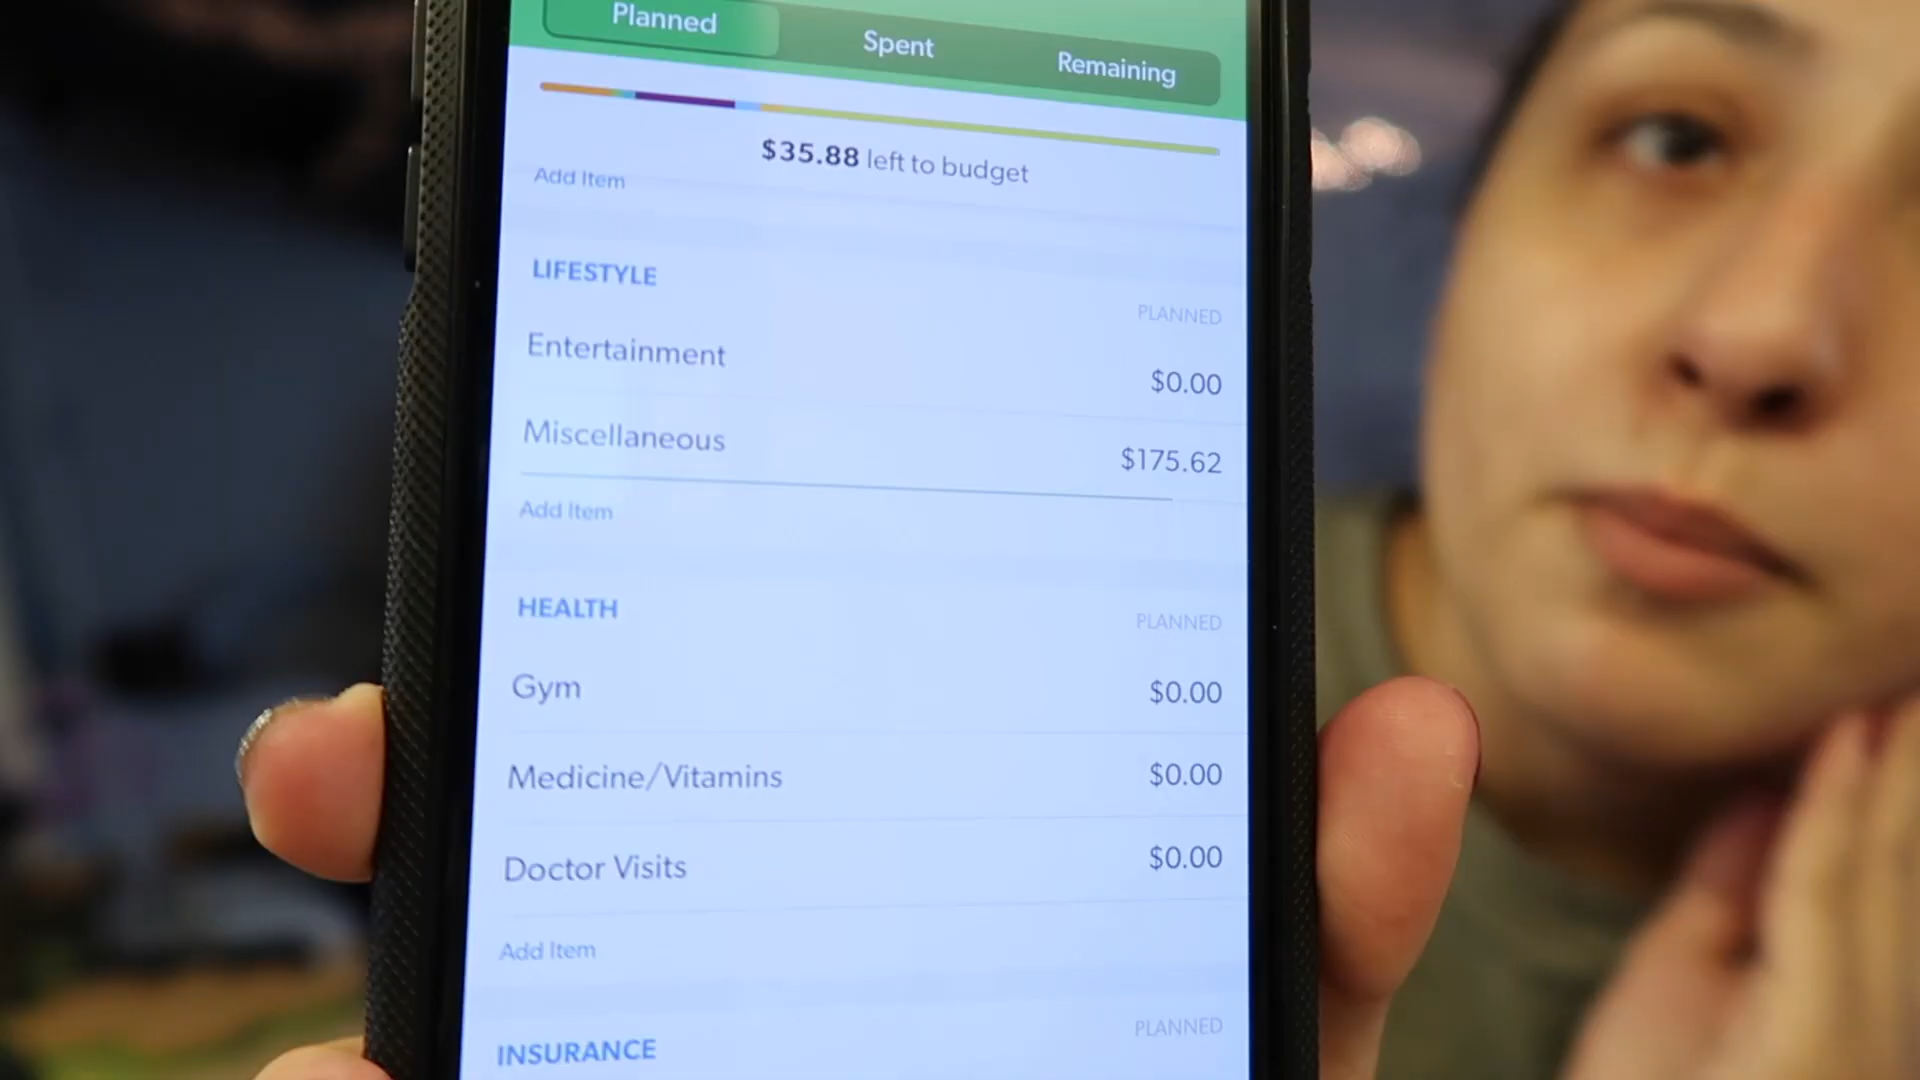 Planned Spent Remaining
$35.88 left to budget
Add Item
LIFESTYLE PLANNED
Entertainment $0.00
Miscellaneous $175.62
Add Item
HEALTH PLANNED
Gym $0.00
Medicine/Vitamins $0.00
Doctor Visits $0.00
Add Item
INSURANCE PLANNED